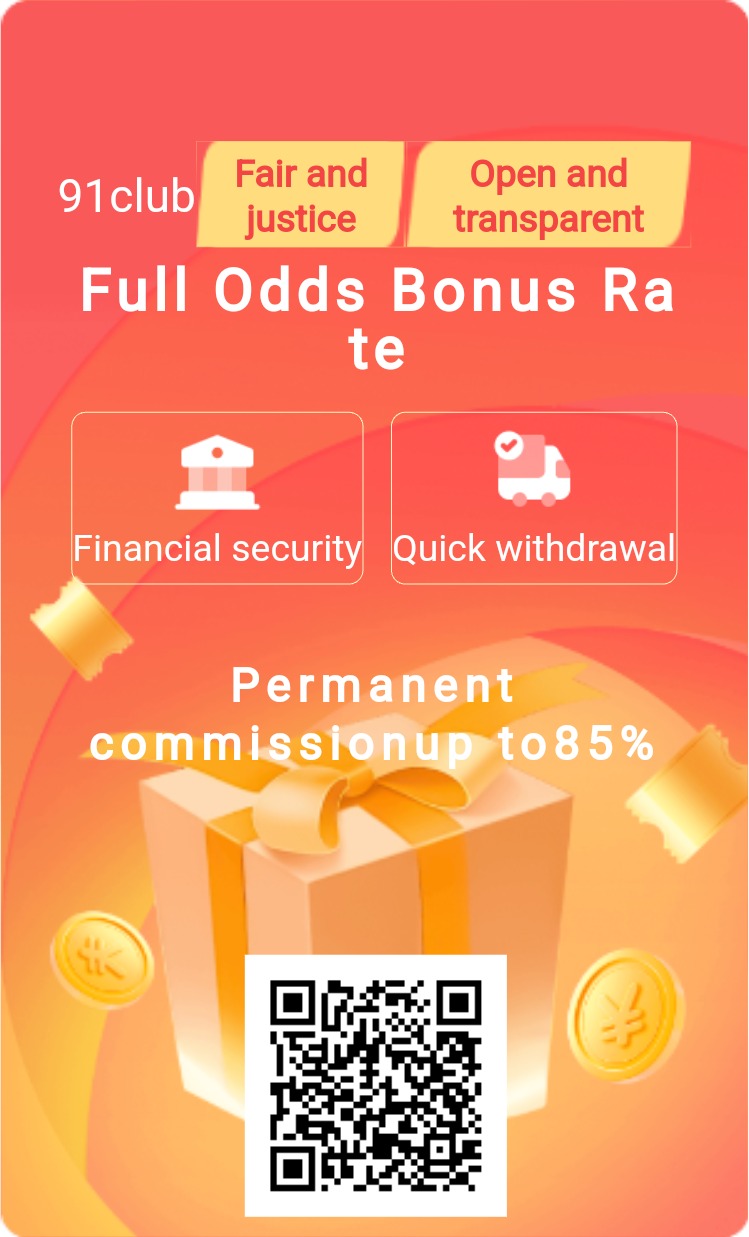 91club
Fair and
justice
Open and
transparent
Full Odds Bonus Ra
te
Financial security
Quick withdrawal
Permanent
commissionup to85%